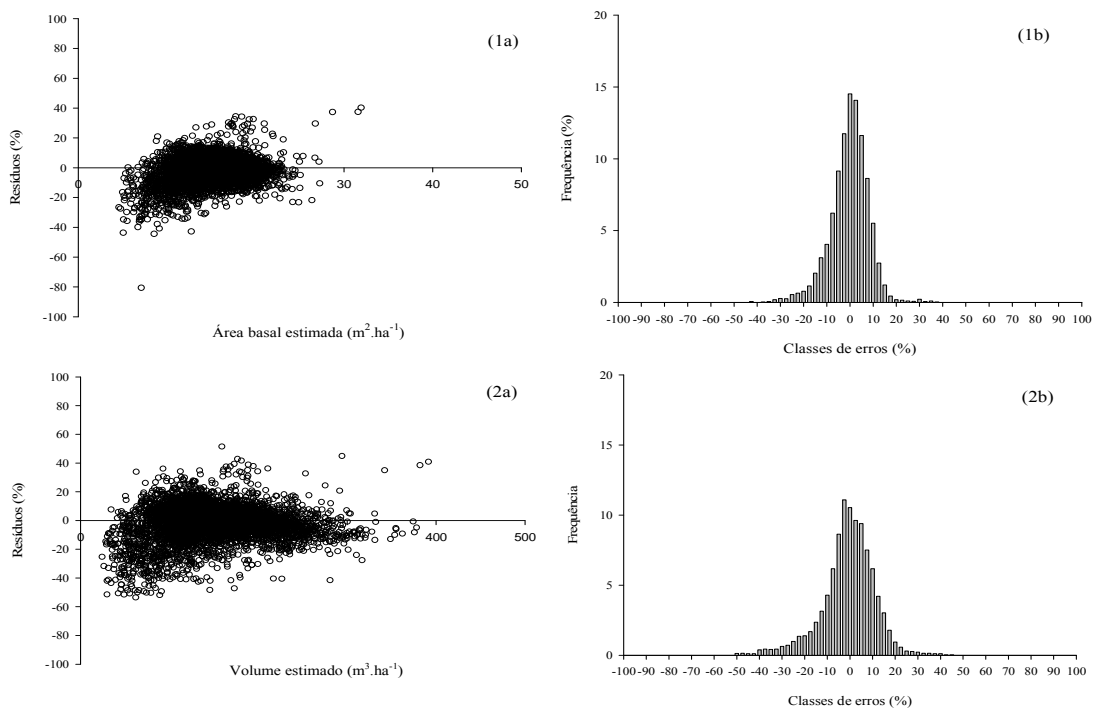 (1a)
100
80
60
40
20
0
-20
-40
-60
-80
-100
0
30
40
50
Resíduos (%)
Área basal estimada (m².ha⁻¹)
(1b)
20
15
10
5
0
Frequência (%)
-100 -90 -80 -70 -60 -50 -40 -30 -20 -10 0 10 20 30 40 50 60 70 80 90 100
Classes de erros (%)
(2a)
100
80
60
40
20
0
-20
-40
-60
-80
-100
0
400
500
Resíduos (%)
Volume estimado (m³.ha⁻¹)
(2b)
20
15
10
5
0
Frequência
-100 -90 -80 -70 -60 -50 -40 -30 -20 -10 0 10 20 30 40 50 60 70 80 90 100
Classes de erros (%)